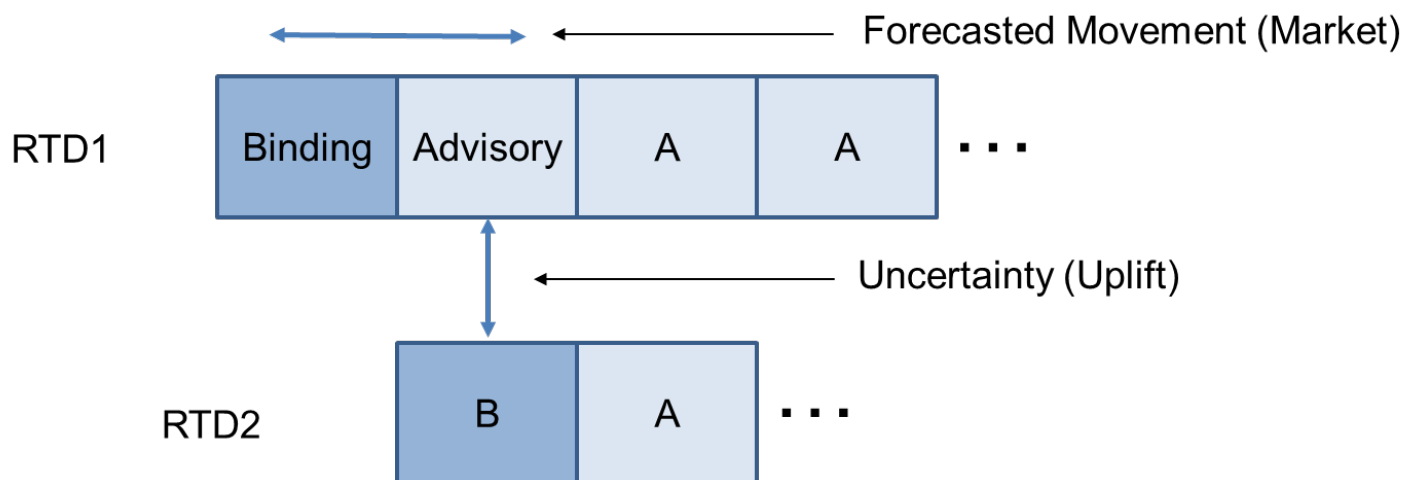 Forecasted Movement (Market)
RTD1
Binding
Advisory
A
A
...
Uncertainty (Uplift)
RTD2
B
A
...